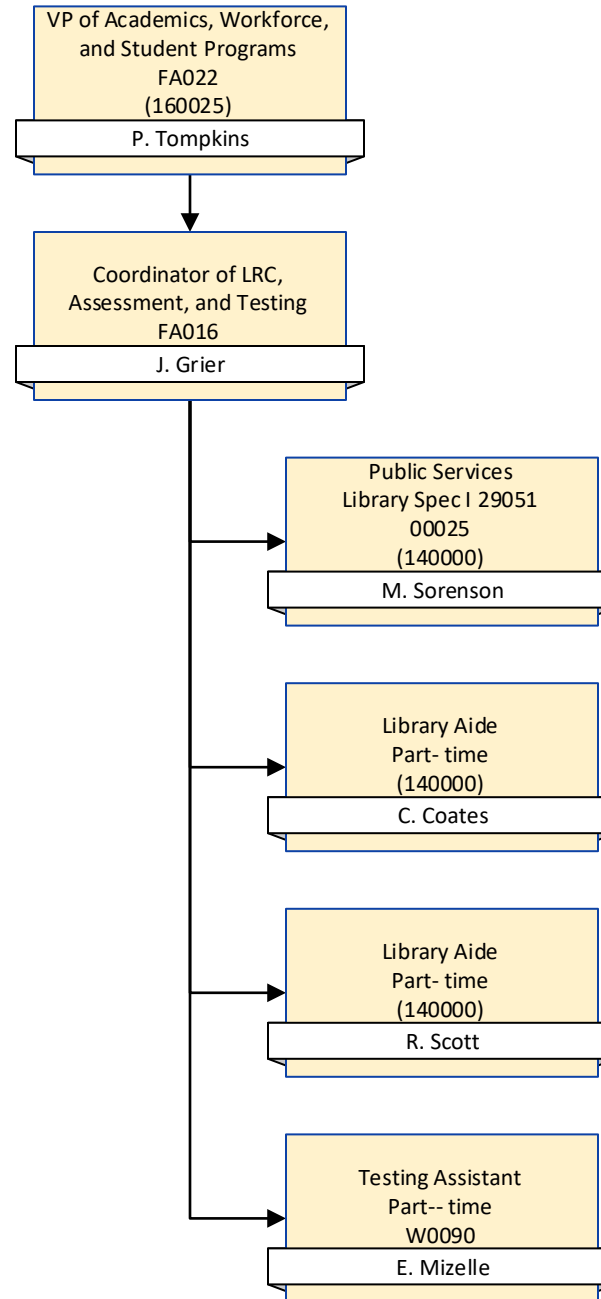 VP of Academics, Workforce,
and Student Programs
FA022
(160025)
P. Tompkins
Coordinator of LRC,
Assessment, and Testing
FA016
J. Grier
Public Services
Library Spec I 29051
00025
(140000)
M. Sorenson
Library Aide
Part- time
(140000)
C. Coates
Library Aide
Part- time
(140000)
R. Scott
Testing Assistant
Part-- time
W0090
E. Mizelle